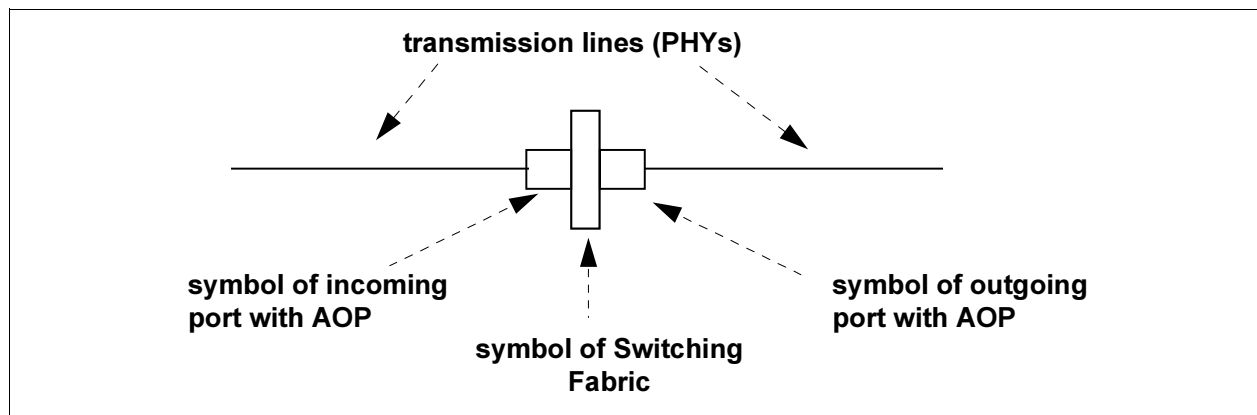 transmission lines (PHYs)
symbol of incoming
port with AOP
symbol of Switching
Fabric
symbol of outgoing
port with AOP